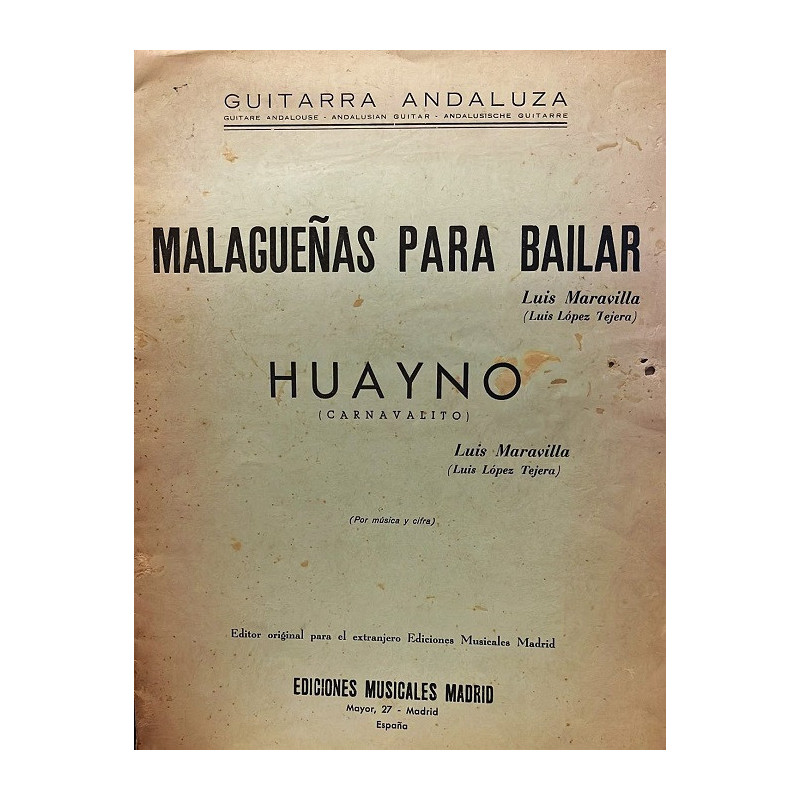 GUITARRA ANDALUZA
GUITARE ANDALOUSE - ANDALUSIAN GUITAR - ANDALUSISCHE GUITARRE
MALAGUEÑAS PARA BAILAR
Luis Maravilla
(Luis López Tejera)
HUAYNO
(CARNAVALITO)
Luis Maravilla
(Luis López Tejera)
(Por música y cifra)
Editor original para el extranjero Ediciones Musicales Madrid
EDICIONES MUSICALES MADRID
Mayor, 27 - Madrid
España